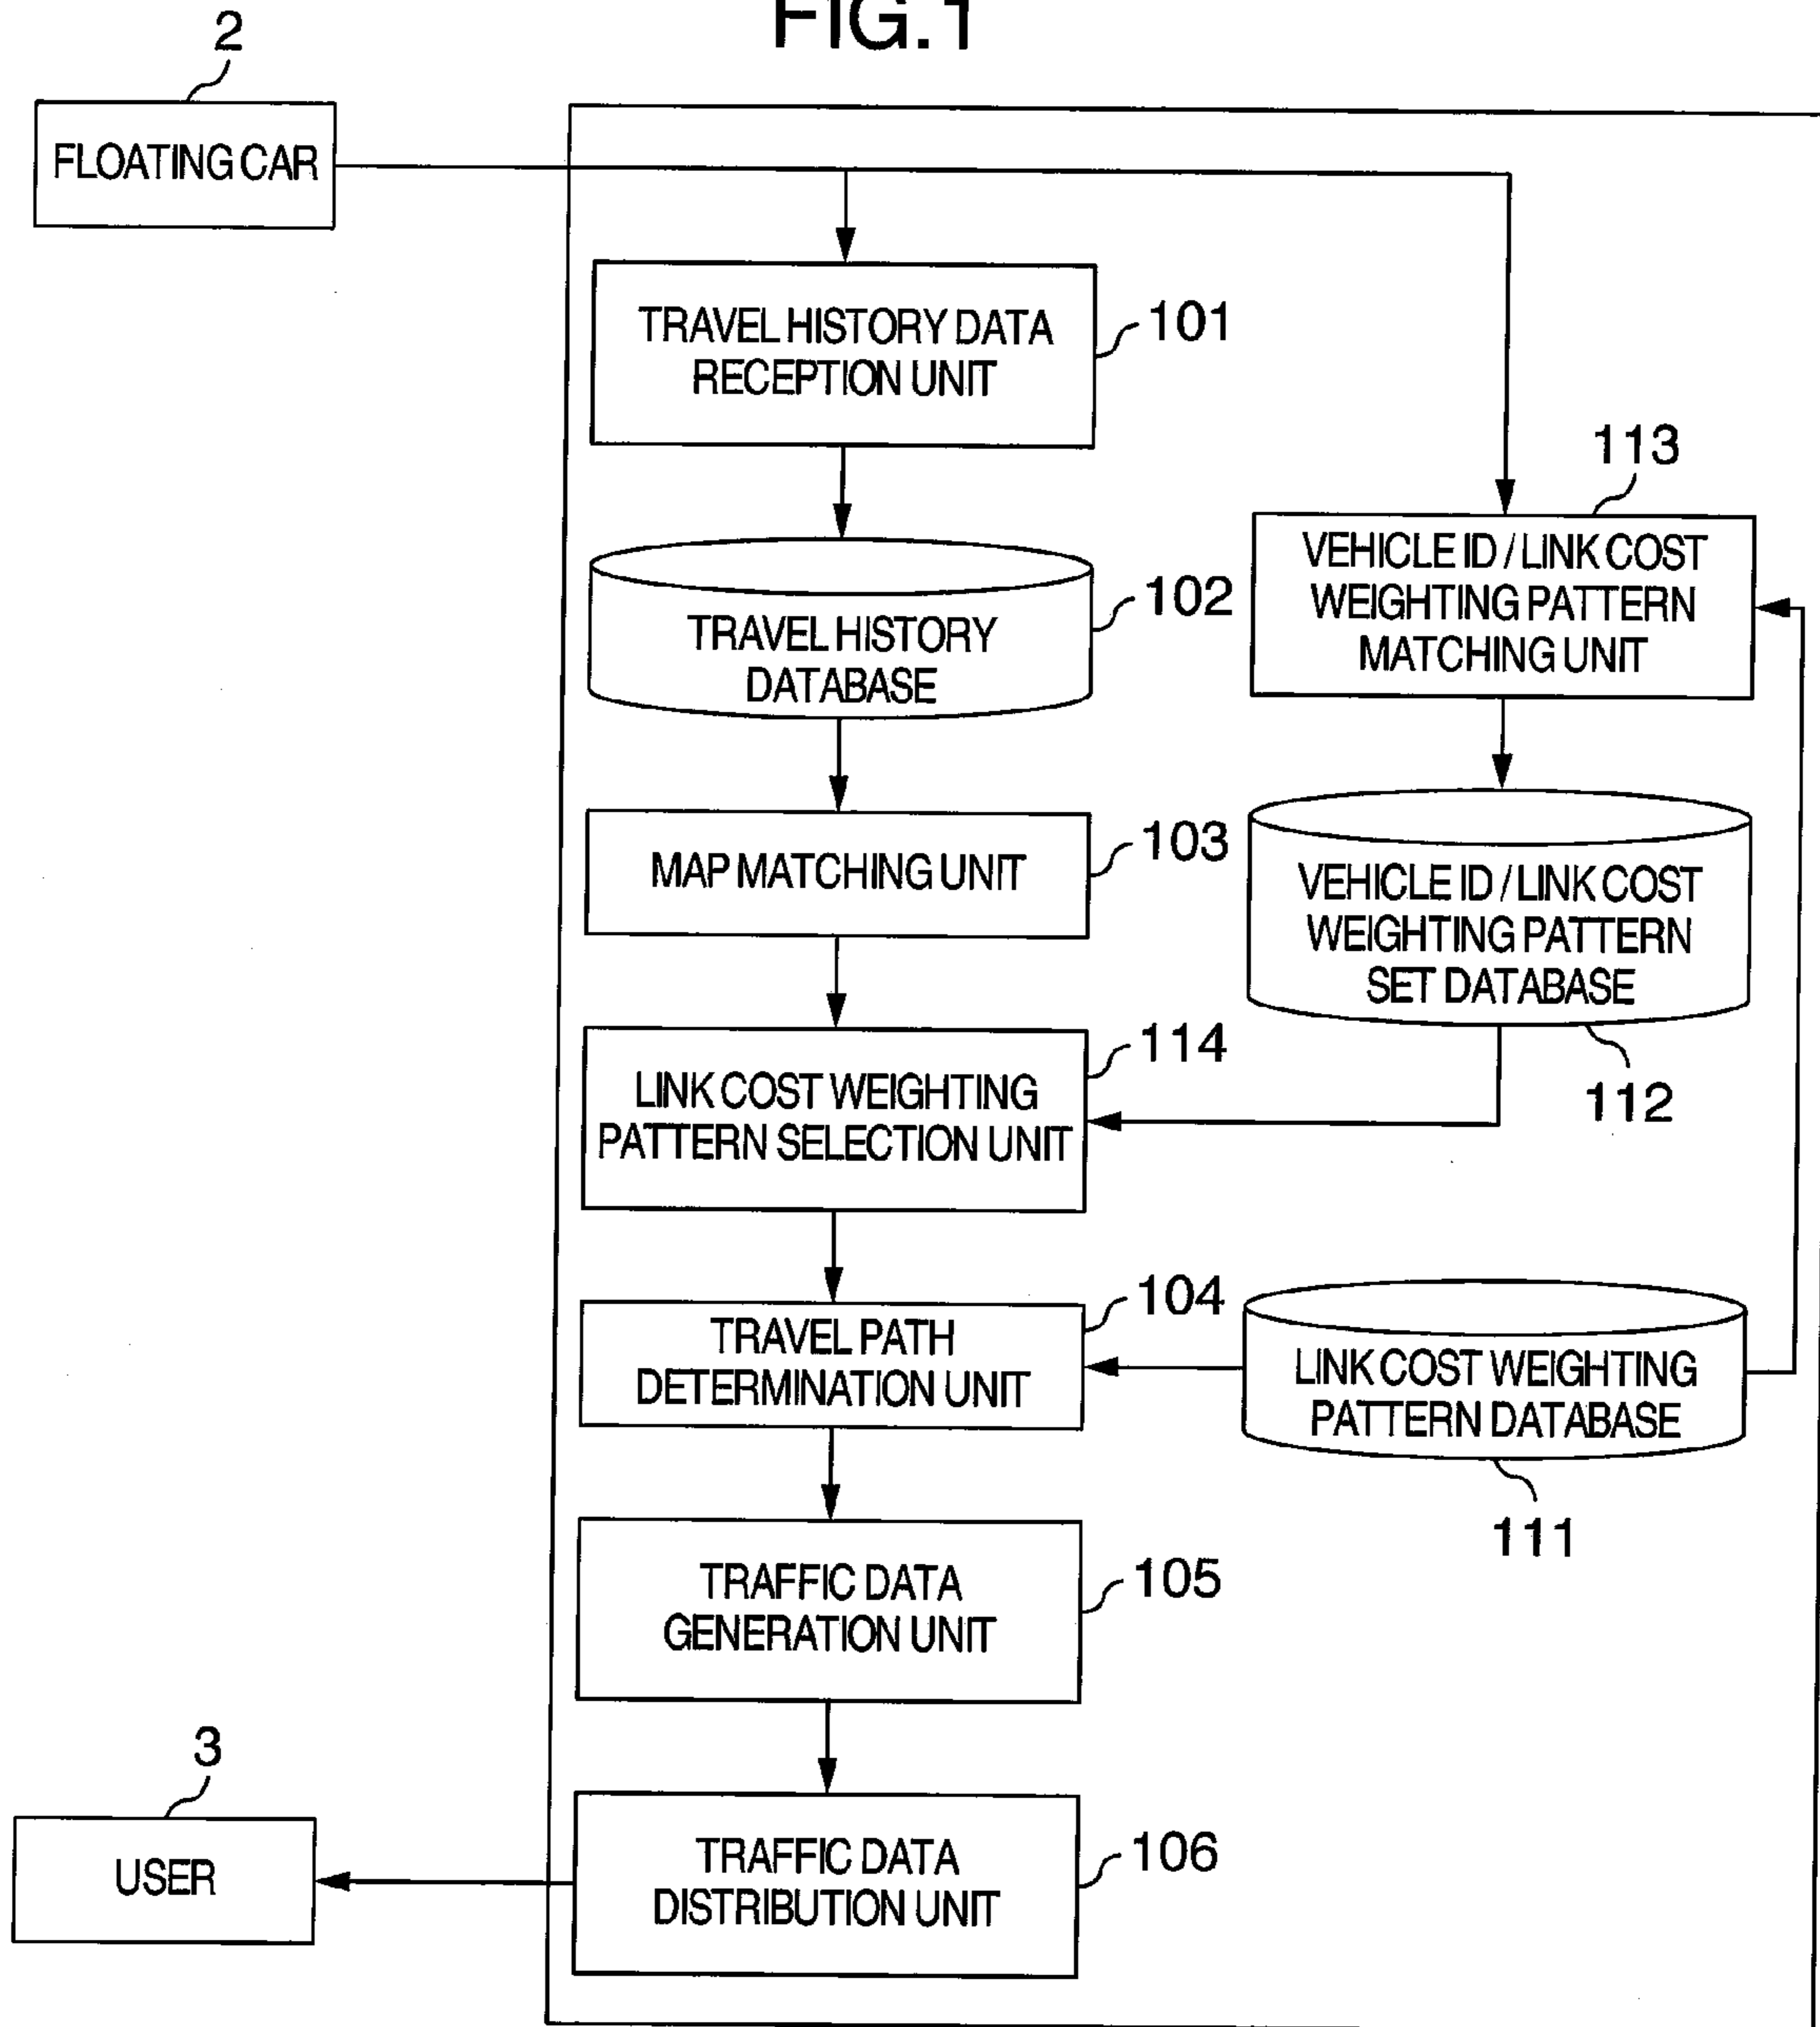 FIG.1
2
FLOATING CAR
TRAVEL HISTORY DATA
RECEPTION UNIT
101
113
VEHICLE ID / LINK COST
WEIGHTING PATTERN
MATCHING UNIT
TRAVEL HISTORY
DATABASE
102
MAP MATCHING UNIT
103
VEHICLE ID / LINK COST
WEIGHTING PATTERN
SET DATABASE
112
LINK COST WEIGHTING
PATTERN SELECTION UNIT
114
TRAVEL PATH
DETERMINATION UNIT
104
LINK COST WEIGHTING
PATTERN DATABASE
111
TRAFFIC DATA
GENERATION UNIT
105
3
USER
TRAFFIC DATA
DISTRIBUTION UNIT
106